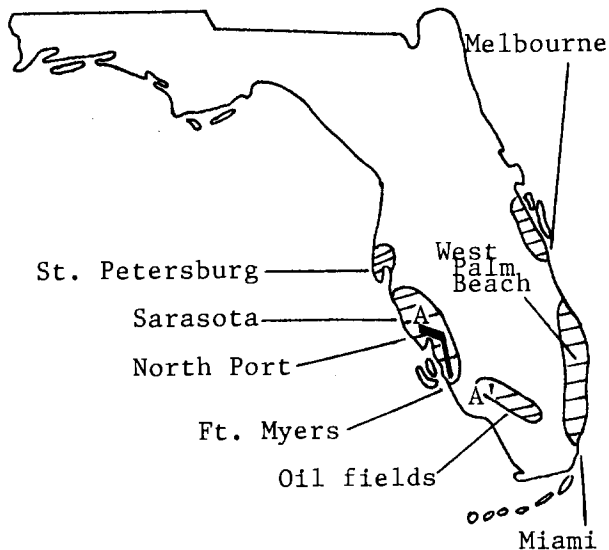 Melbourne
West
Palm
Beach
St. Petersburg
A
Sarasota
North Port
A'
Ft. Myers
Oil fields
Miami